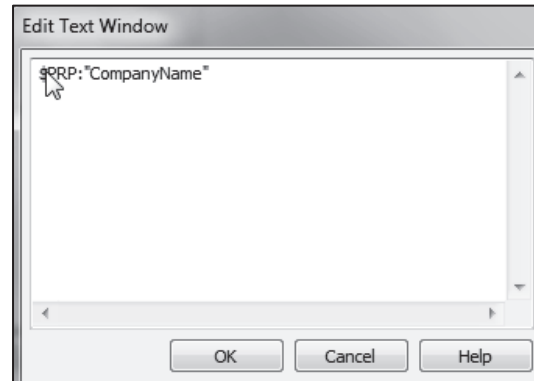 Edit Text Window
$PRP:"CompanyName"
OK
Cancel
Help